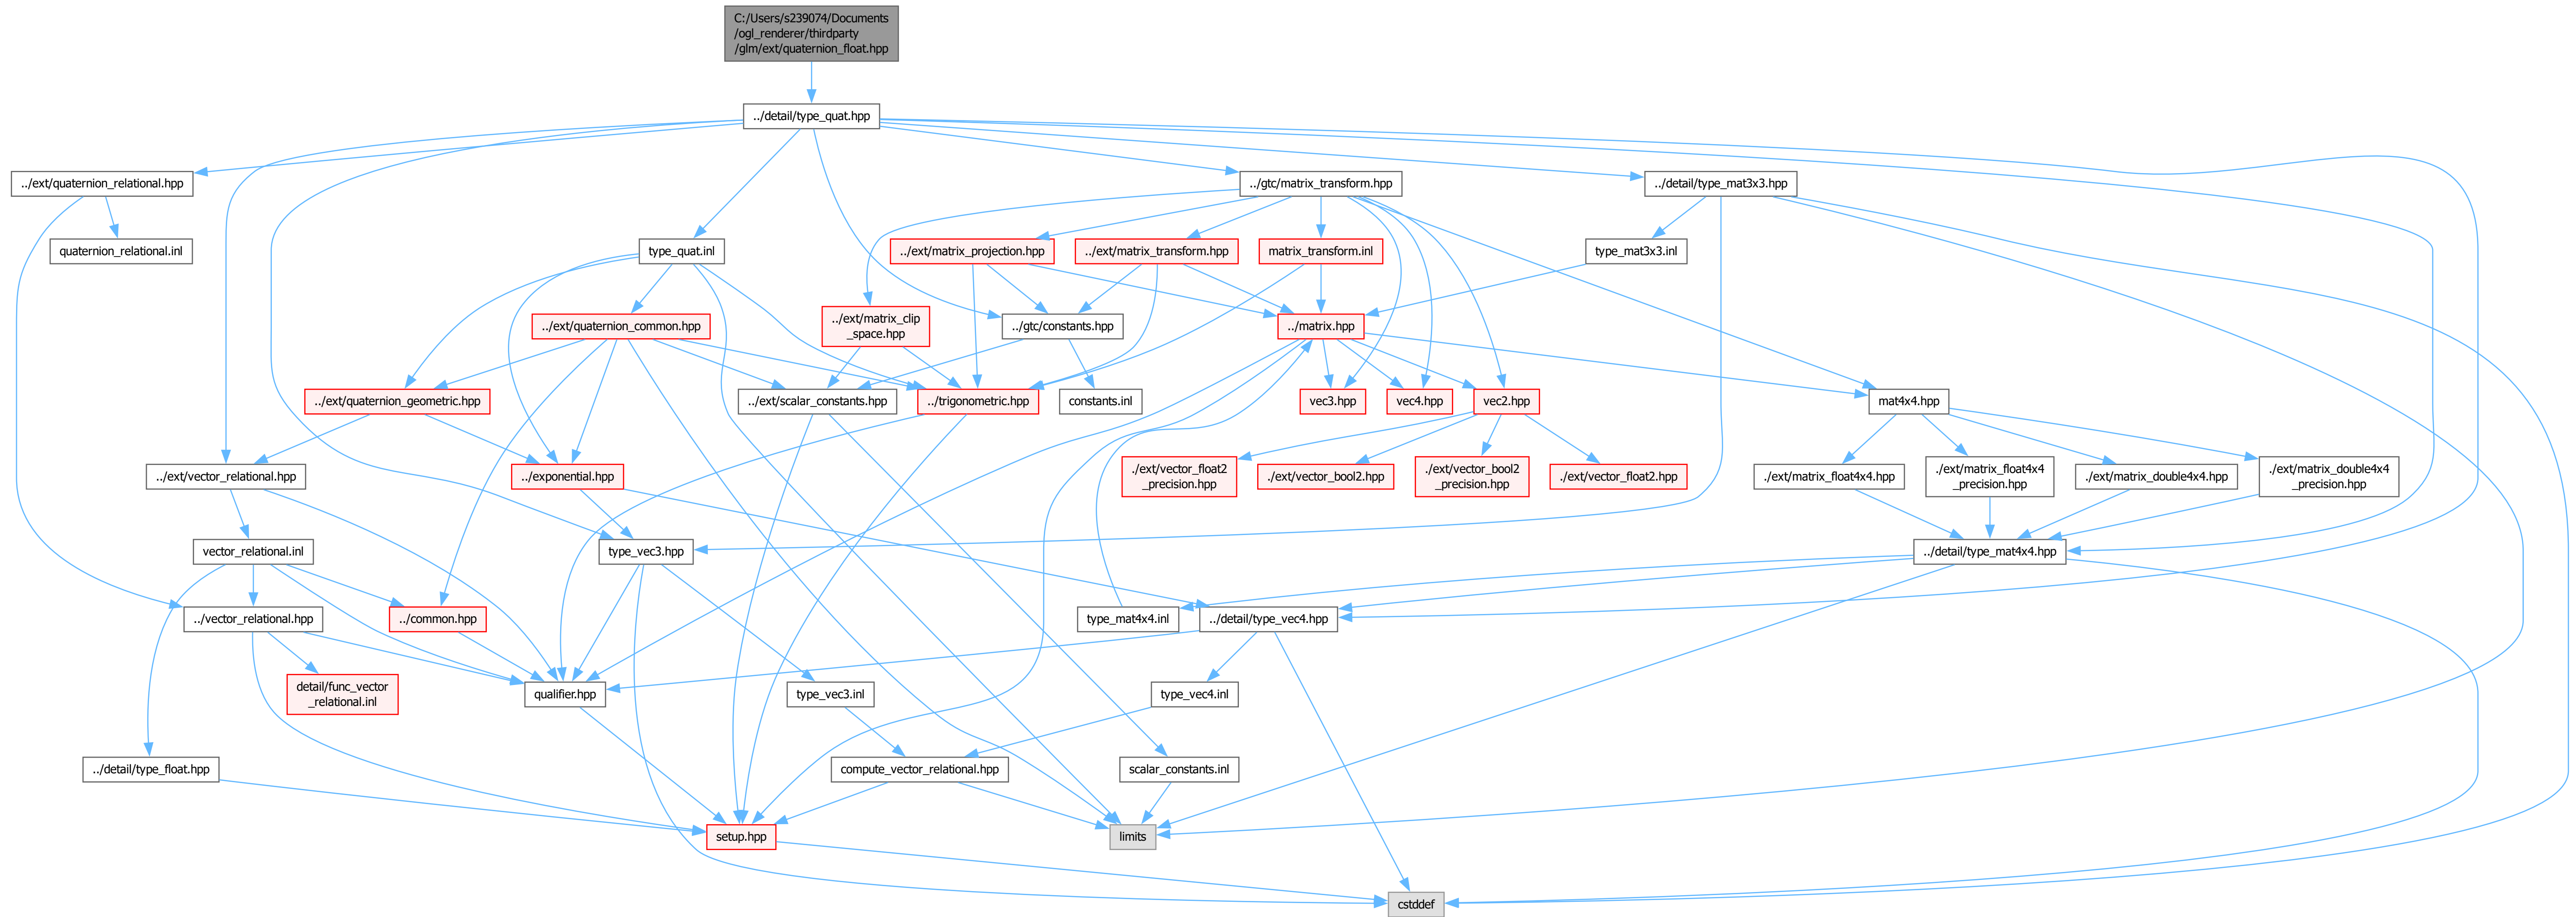 C:/Users/s239074/Documents
/ogl_renderer/thirdparty
/glm/ext/quaternion_float.hpp
../detail/type_quat.hpp
../ext/quaternion_relational.hpp
../gtc/matrix_transform.hpp
../detail/type_mat3x3.hpp
quaternion_relational.inl
type_quat.inl
../ext/matrix_projection.hpp
../ext/matrix_transform.hpp
matrix_transform.inl
type_mat3x3.inl
../ext/quaternion_common.hpp
../ext/matrix_clip
_space.hpp
../gtc/constants.hpp
../matrix.hpp
../ext/quaternion_geometric.hpp
../ext/scalar_constants.hpp
../trigonometric.hpp
constants.inl
vec3.hpp
vec4.hpp
vec2.hpp
mat4x4.hpp
../ext/vector_relational.hpp
../exponential.hpp
./ext/vector_float2
_precision.hpp
./ext/vector_bool2.hpp
./ext/vector_bool2
_precision.hpp
./ext/vector_float2.hpp
./ext/matrix_float4x4.hpp
./ext/matrix_float4x4
_precision.hpp
./ext/matrix_double4x4.hpp
./ext/matrix_double4x4
_precision.hpp
vector_relational.inl
type_vec3.hpp
../detail/type_mat4x4.hpp
../vector_relational.hpp
../common.hpp
type_mat4x4.inl
../detail/type_vec4.hpp
detail/func_vector
_relational.inl
qualifier.hpp
type_vec3.inl
type_vec4.inl
../detail/type_float.hpp
compute_vector_relational.hpp
scalar_constants.inl
setup.hpp
limits
cstddef